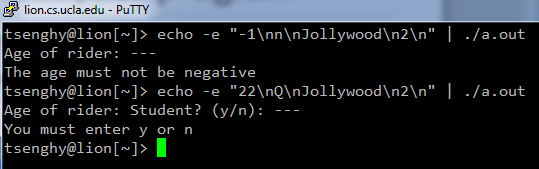 lion.cs.ucla.edu - PuTTY
tsenghy@lion[~]> echo -e "-1\nn\nJollywood\n2\n" | ./a.out
Age of rider: ---
The age must not be negative
tsenghy@lion[~]> echo -e "22\nQ\nJollywood\n2\n" | ./a.out
Age of rider: Student? (y/n): ---
You must enter y or n
tsenghy@lion[~]>